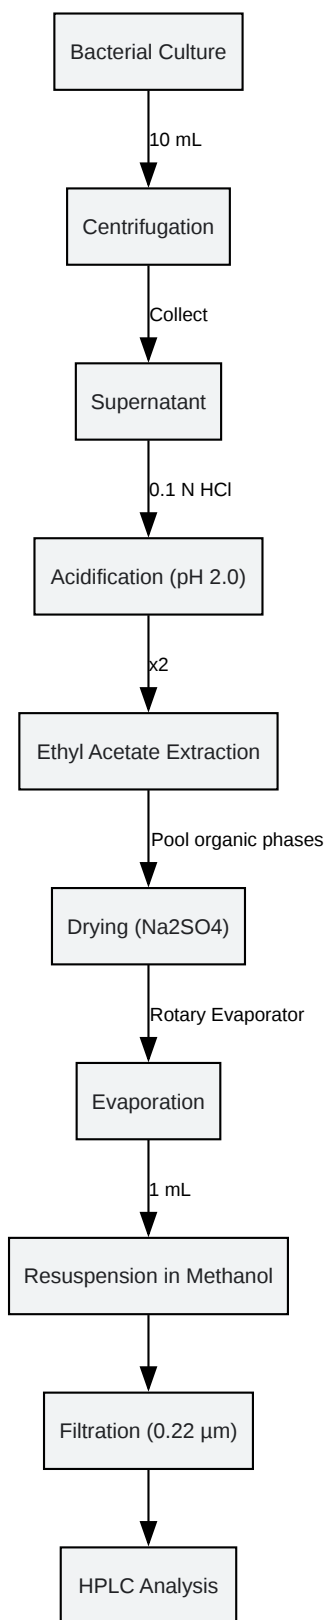 Bacterial Culture
10 mL
Centrifugation
Collect
Supernatant
0.1 N HCl
Acidification (pH 2.0)
x2
Ethyl Acetate Extraction
Pool organic phases
Drying (Na2SO4)
Rotary Evaporator
Evaporation
1 mL
Resuspension in Methanol
Filtration (0.22 µm)
HPLC Analysis